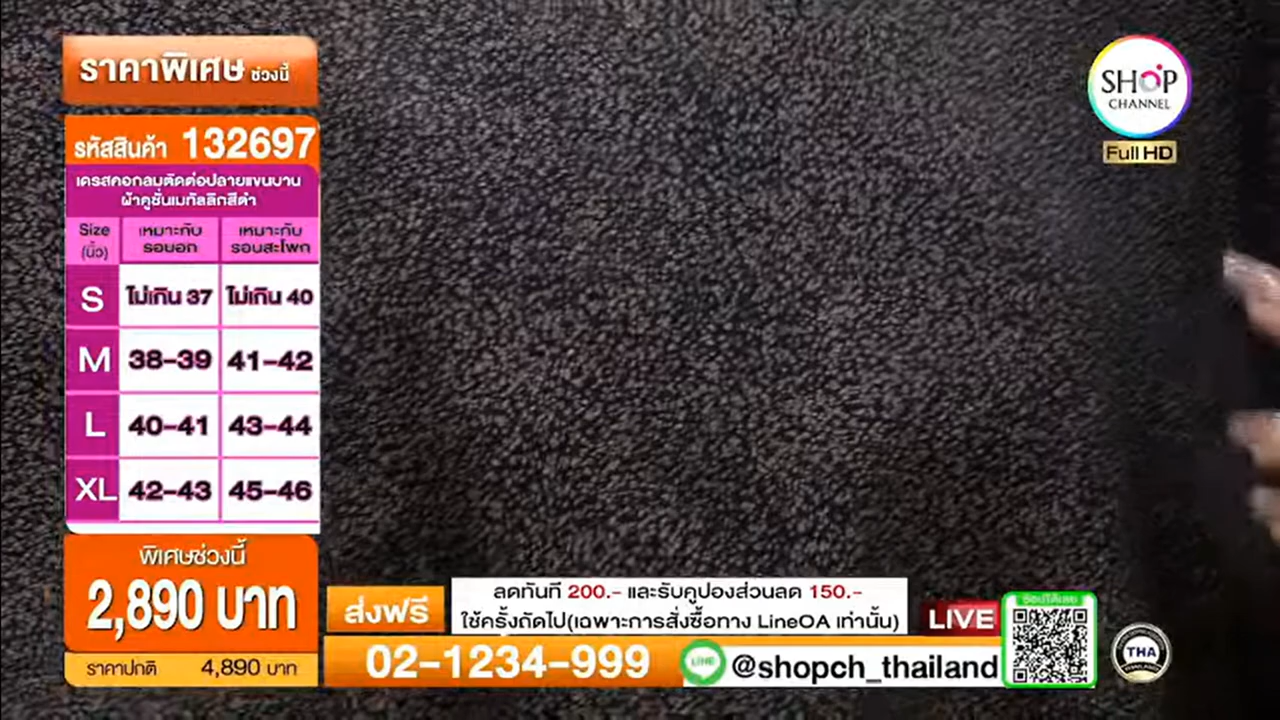 ราคาพิเศษ ช่วงนี้
SHOP
CHANNEL
Full HD
รหัสสินค้า 132697
เดรสคอกลมตัดต่อปลายแขนบาน
ผ้าคูชั่นเมทัลลิกสีดำ
Size (นิ้ว) เหมาะกับรอบอก เหมาะกับรอบสะโพก
S ไม่เกิน 37 ไม่เกิน 40
M 38-39 41-42
L 40-41 43-44
XL 42-43 45-46
พิเศษช่วงนี้
2,890 บาท
ราคาปกติ 4,890 บาท
ส่งฟรี
ลดทันที 200.- และรับคูปองส่วนลด 150.-
ใช้ครั้งถัดไป(เฉพาะการสั่งซื้อทาง LineOA เท่านั้น)
LIVE
ช้อปได้เลย
02-1234-999
LINE @shopch_thailand
THA